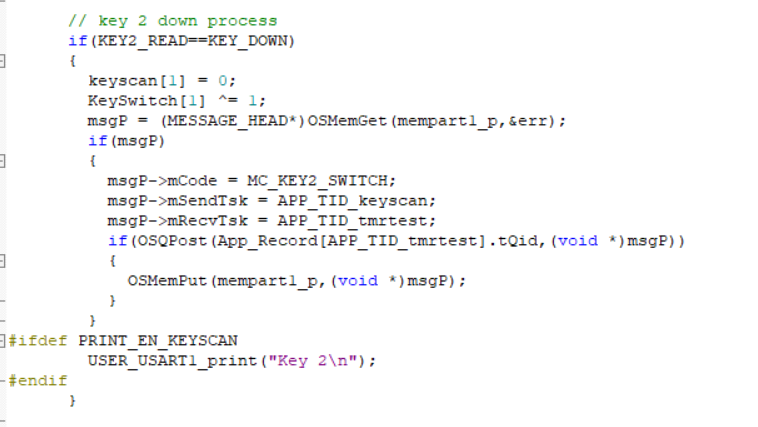 // key 2 down process
if(KEY2_READ==KEY_DOWN)
{
keyscan[1] = 0;
KeySwitch[1] ^= 1;
msgP = (MESSAGE_HEAD*)OSMemGet(mempart1_p,&err);
if(msgP)
{
msgP->mCode = MC_KEY2_SWITCH;
msgP->mSendTsk = APP_TID_keyscan;
msgP->mRecvTsk = APP_TID_tmrtest;
if(OSQPost(App_Record[APP_TID_tmrtest].tQid,(void *)msgP))
{
OSMemPut(mempart1_p,(void *)msgP);
}
}
#ifdef PRINT_EN_KEYSCAN
USER_USART1_print("Key 2\n");
#endif
}